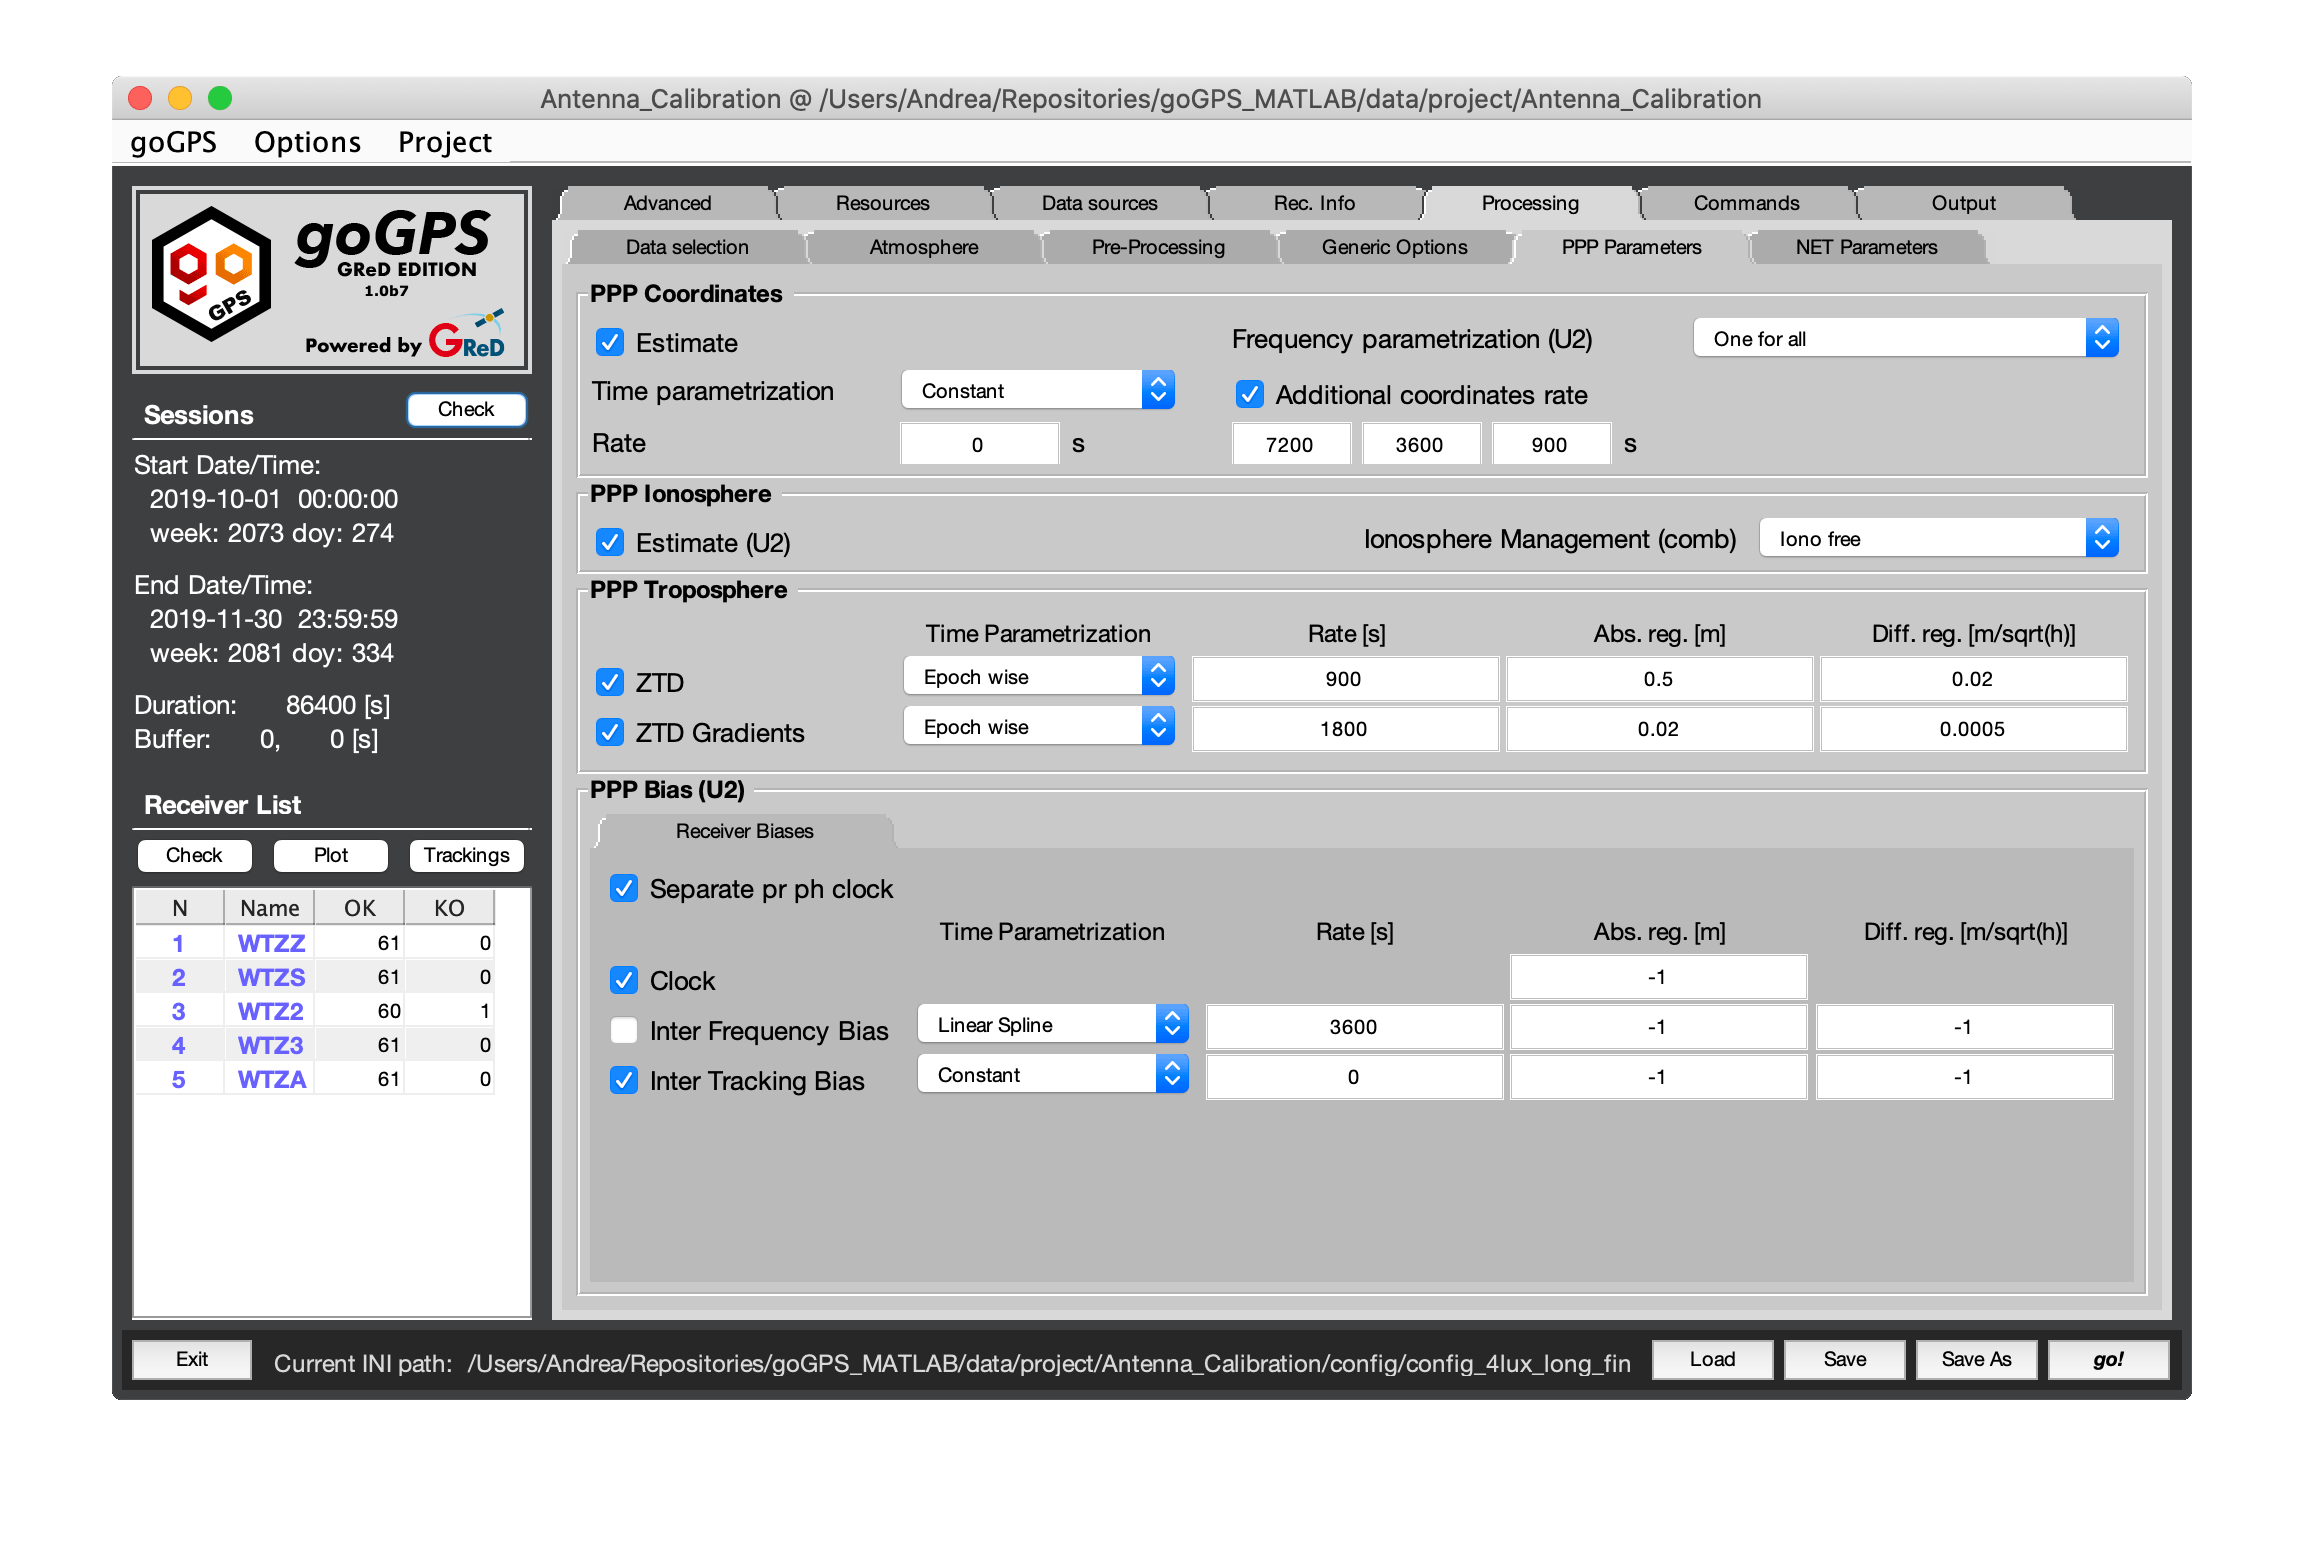 Antenna_Calibration @ /Users/Andrea/Repositories/goGPS_MATLAB/data/project/Antenna_Calibration
goGPS Options Project
go GPS
goGPS
GReD EDITION
1.0b7
Powered by GReD
Sessions Check
Start Date/Time:
2019-10-01 00:00:00
week: 2073 doy: 274
End Date/Time:
2019-11-30 23:59:59
week: 2081 doy: 334
Duration: 86400 [s]
Buffer: 0, 0 [s]
Receiver List
Check Plot Trackings
N Name OK KO
1 WTZZ 61 0
2 WTZS 61 0
3 WTZ2 60 1
4 WTZ3 61 0
5 WTZA 61 0
Advanced Resources Data sources Rec. Info Processing Commands Output
Data selection Atmosphere Pre-Processing Generic Options PPP Parameters NET Parameters
PPP Coordinates
Estimate Frequency parametrization (U2) One for all
Time parametrization Constant Additional coordinates rate
Rate 0 s 7200 3600 900 s
PPP Ionosphere
Estimate (U2) Ionosphere Management (comb) Iono free
PPP Troposphere
Time Parametrization Rate [s] Abs. reg. [m] Diff. reg. [m/sqrt(h)]
ZTD Epoch wise 900 0.5 0.02
ZTD Gradients Epoch wise 1800 0.02 0.0005
PPP Bias (U2)
Receiver Biases
Separate pr ph clock
Time Parametrization Rate [s] Abs. reg. [m] Diff. reg. [m/sqrt(h)]
Clock -1
Inter Frequency Bias Linear Spline 3600 -1 -1
Inter Tracking Bias Constant 0 -1 -1
Exit Current INI path: /Users/Andrea/Repositories/goGPS_MATLAB/data/project/Antenna_Calibration/config/config_4lux_long_fin Load Save Save As go!